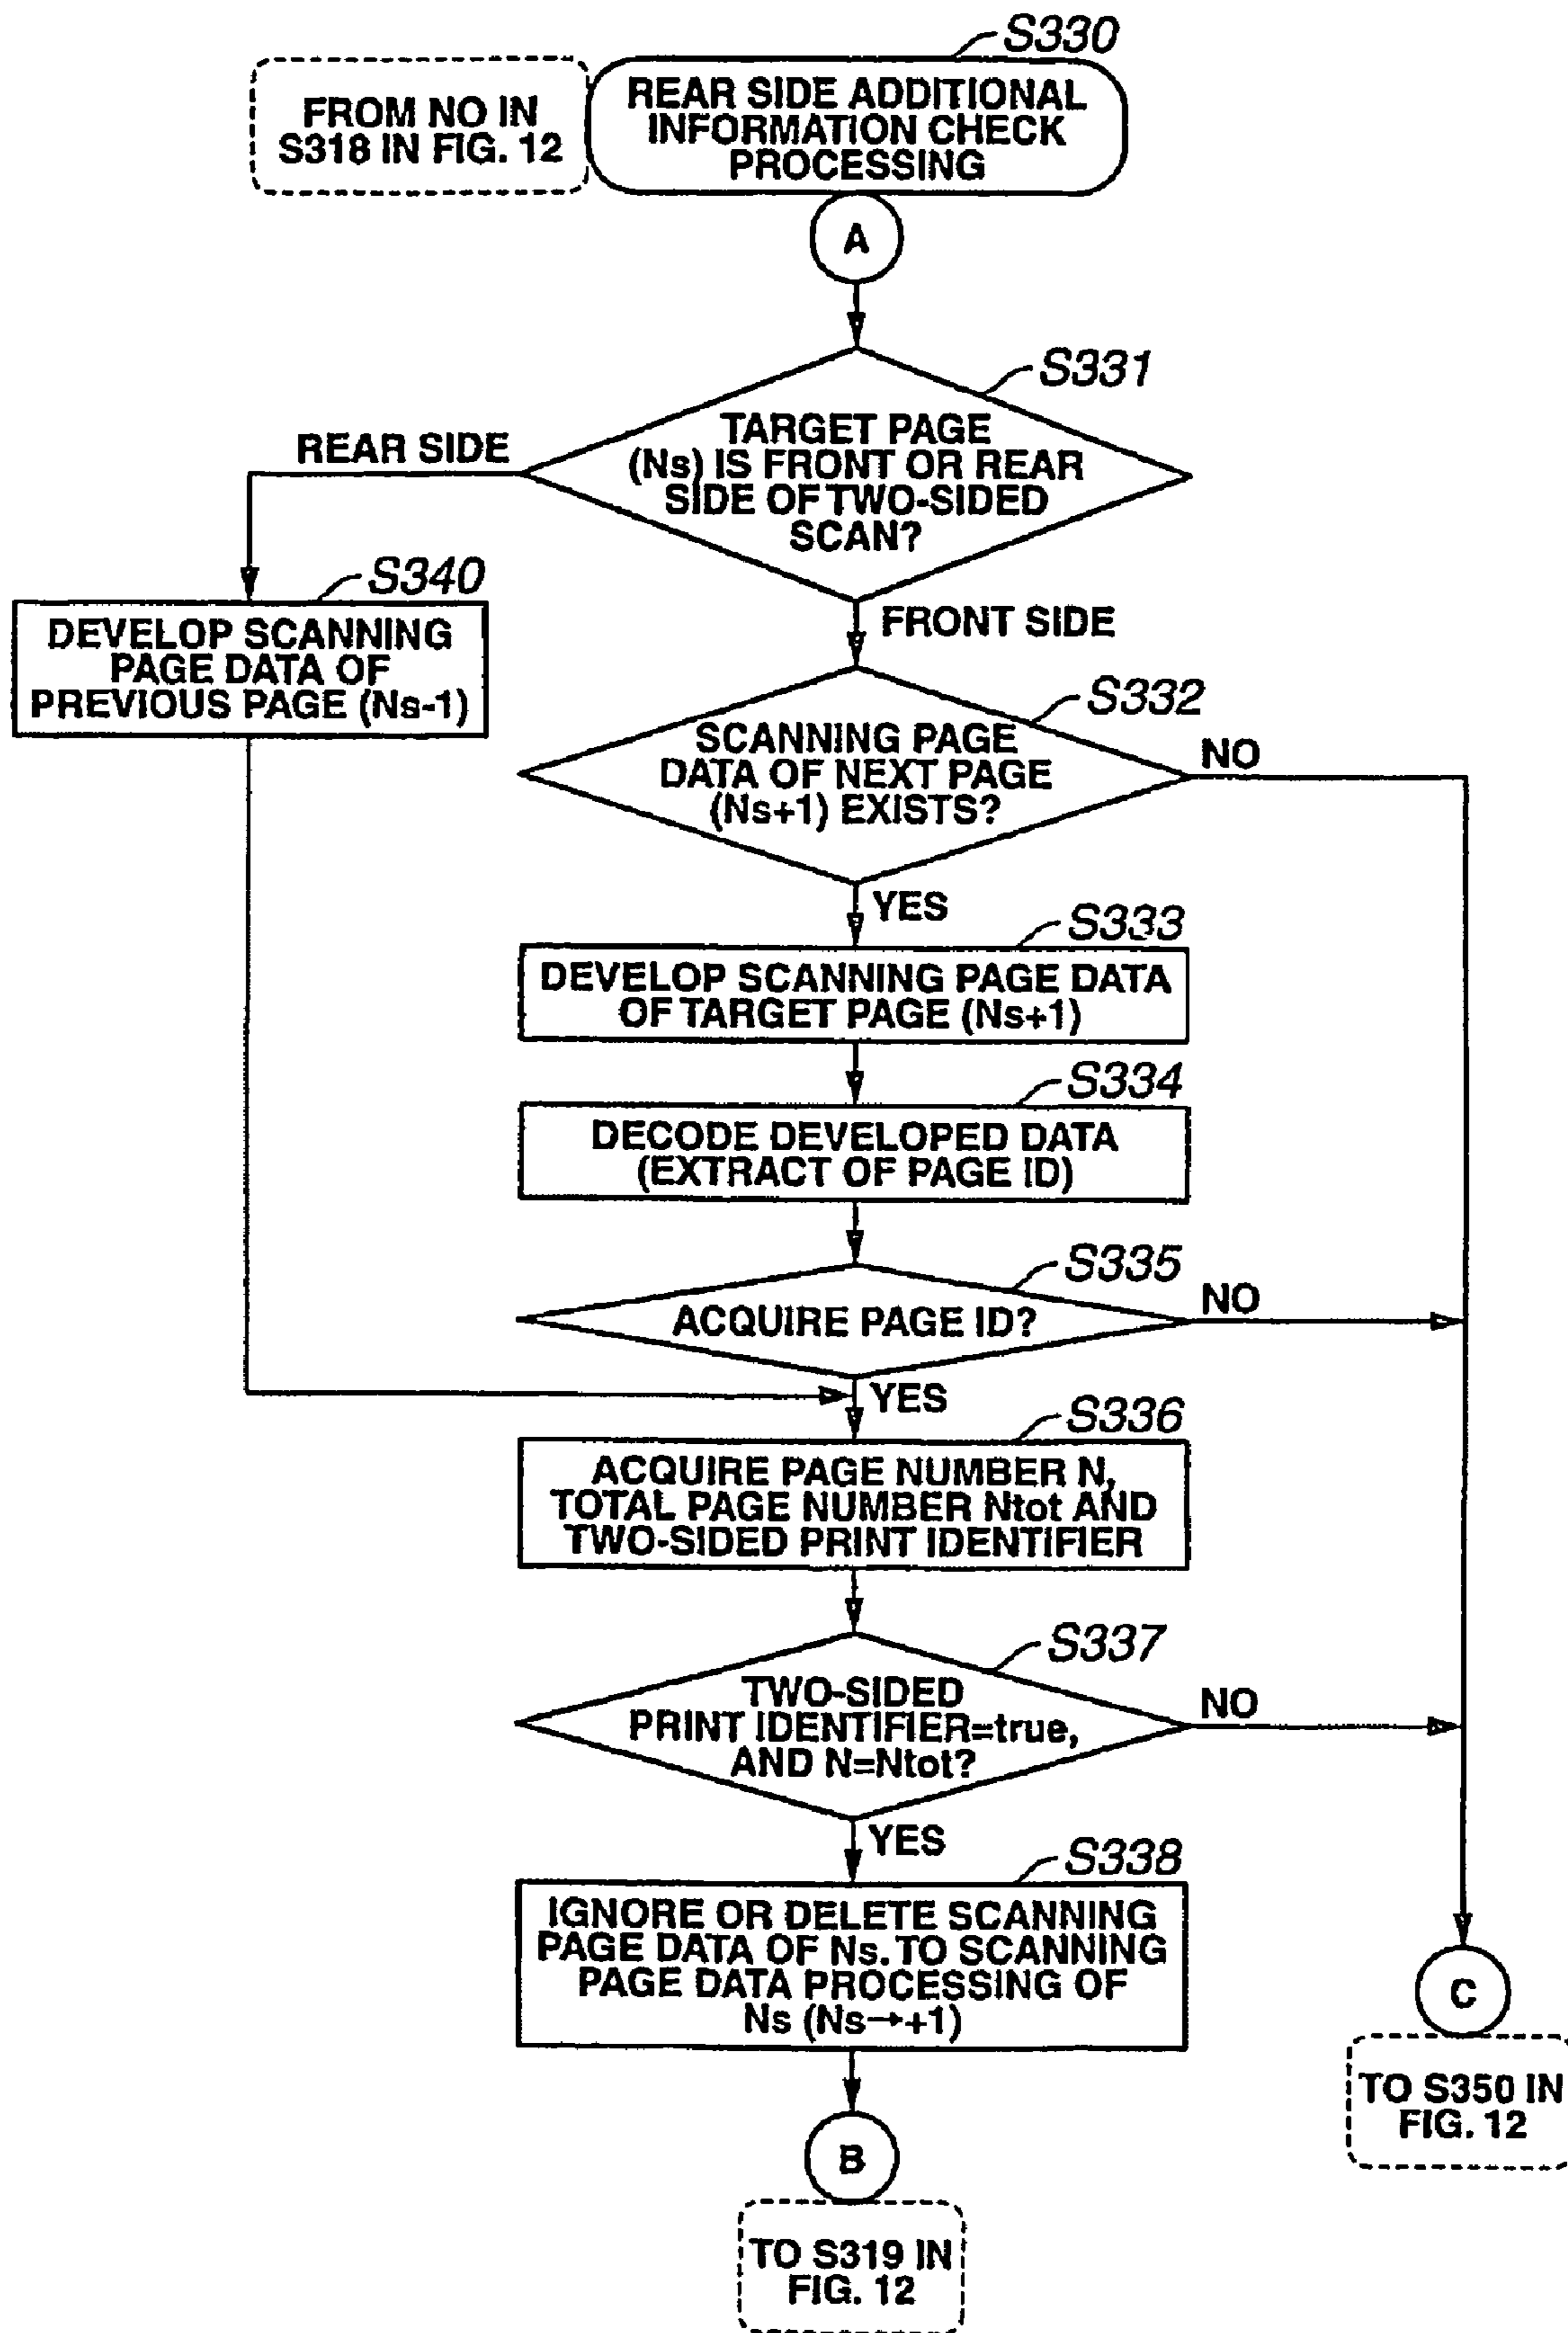 S330
FROM NO IN
S318 IN FIG. 12
REAR SIDE ADDITIONAL
INFORMATION CHECK
PROCESSING
A
S331
TARGET PAGE
(Ns) IS FRONT OR REAR
SIDE OF TWO-SIDED
SCAN?
REAR SIDE
FRONT SIDE
S340
DEVELOP SCANNING
PAGE DATA OF
PREVIOUS PAGE (Ns-1)
S332
SCANNING PAGE
DATA OF NEXT PAGE
(Ns+1) EXISTS?
NO
YES
S333
DEVELOP SCANNING PAGE DATA
OF TARGET PAGE (Ns+1)
S334
DECODE DEVELOPED DATA
(EXTRACT OF PAGE ID)
S335
ACQUIRE PAGE ID?
NO
YES
S336
ACQUIRE PAGE NUMBER N,
TOTAL PAGE NUMBER Ntot AND
TWO-SIDED PRINT IDENTIFIER
S337
TWO-SIDED
PRINT IDENTIFIER=true,
AND N=Ntot?
NO
YES
S338
IGNORE OR DELETE SCANNING
PAGE DATA OF Ns. TO SCANNING
PAGE DATA PROCESSING OF
Ns (Ns→+1)
C
TO S350 IN
FIG. 12
B
TO S319 IN
FIG. 12